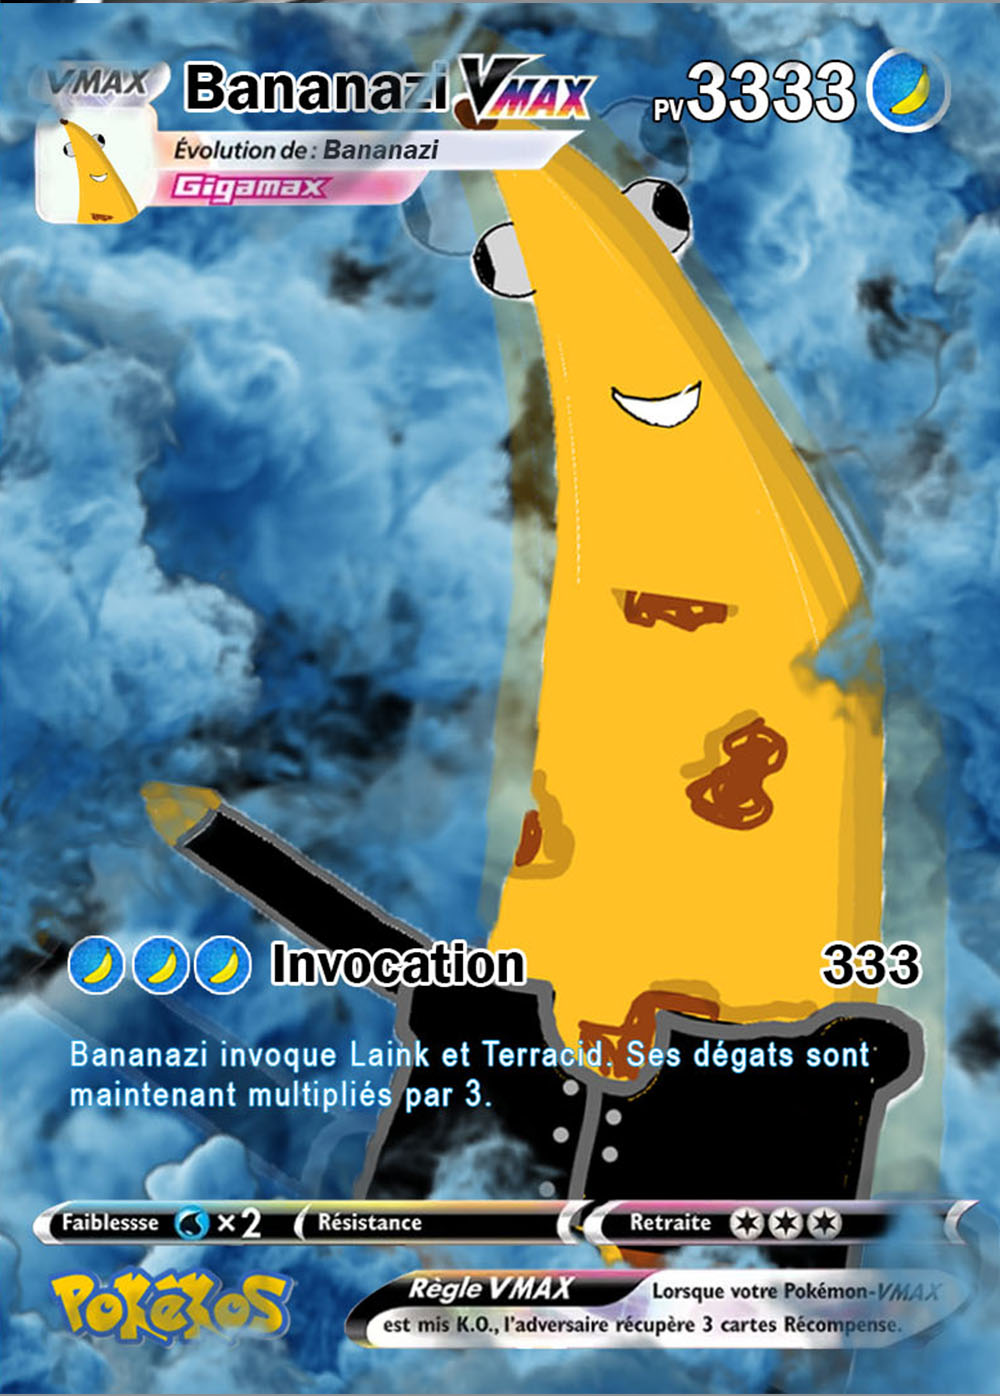 VMAX Bananazi VMAX PV3333
Évolution de : Bananazi
Gigamax
Invocation 333
Bananazi invoque Laink et Terracid. Ses dégats sont
maintenant multipliés par 3.
Faiblessse ×2 Résistance Retraite
POKéKOS
Règle VMAX Lorsque votre Pokémon-VMAX
est mis K.O., l'adversaire récupère 3 cartes Récompense.